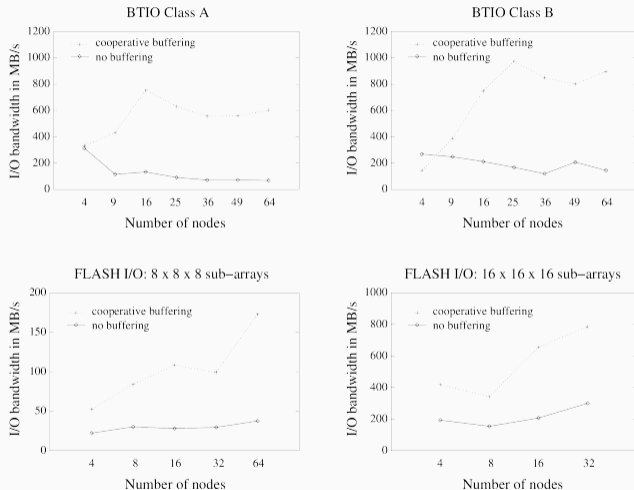 BTIO Class A
1200
1000
800
600
400
200
0
I/O bandwidth in MB/s
cooperative buffering
no buffering
4 9 16 25 36 49 64
Number of nodes
BTIO Class B
1200
1000
800
600
400
200
0
I/O bandwidth in MB/s
cooperative buffering
no buffering
4 9 16 25 36 49 64
Number of nodes
FLASH I/O: 8 x 8 x 8 sub−arrays
200
150
100
50
0
I/O bandwidth in MB/s
cooperative buffering
no buffering
4 8 16 32 64
Number of nodes
FLASH I/O: 16 x 16 x 16 sub−arrays
1000
800
600
400
200
0
I/O bandwidth in MB/s
cooperative buffering
no buffering
4 8 16 32
Number of nodes